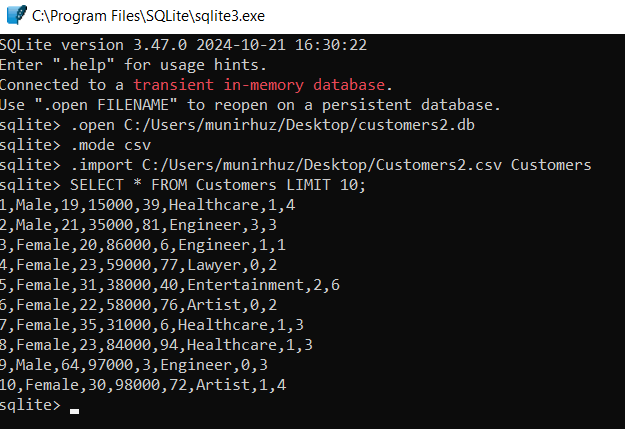 C:\Program Files\SQLite\sqlite3.exe
SQLite version 3.47.0 2024-10-21 16:30:22
Enter ".help" for usage hints.
Connected to a transient in-memory database.
Use ".open FILENAME" to reopen on a persistent database.
sqlite> .open C:/Users/munirhuz/Desktop/customers2.db
sqlite> .mode csv
sqlite> .import C:/Users/munirhuz/Desktop/Customers2.csv Customers
sqlite> SELECT * FROM Customers LIMIT 10;
1,Male,19,15000,39,Healthcare,1,4
2,Male,21,35000,81,Engineer,3,3
3,Female,20,86000,6,Engineer,1,1
4,Female,23,59000,77,Lawyer,0,2
5,Female,31,38000,40,Entertainment,2,6
6,Female,22,58000,76,Artist,0,2
7,Female,35,31000,6,Healthcare,1,3
8,Female,23,84000,94,Healthcare,1,3
9,Male,64,97000,3,Engineer,0,3
10,Female,30,98000,72,Artist,1,4
sqlite>